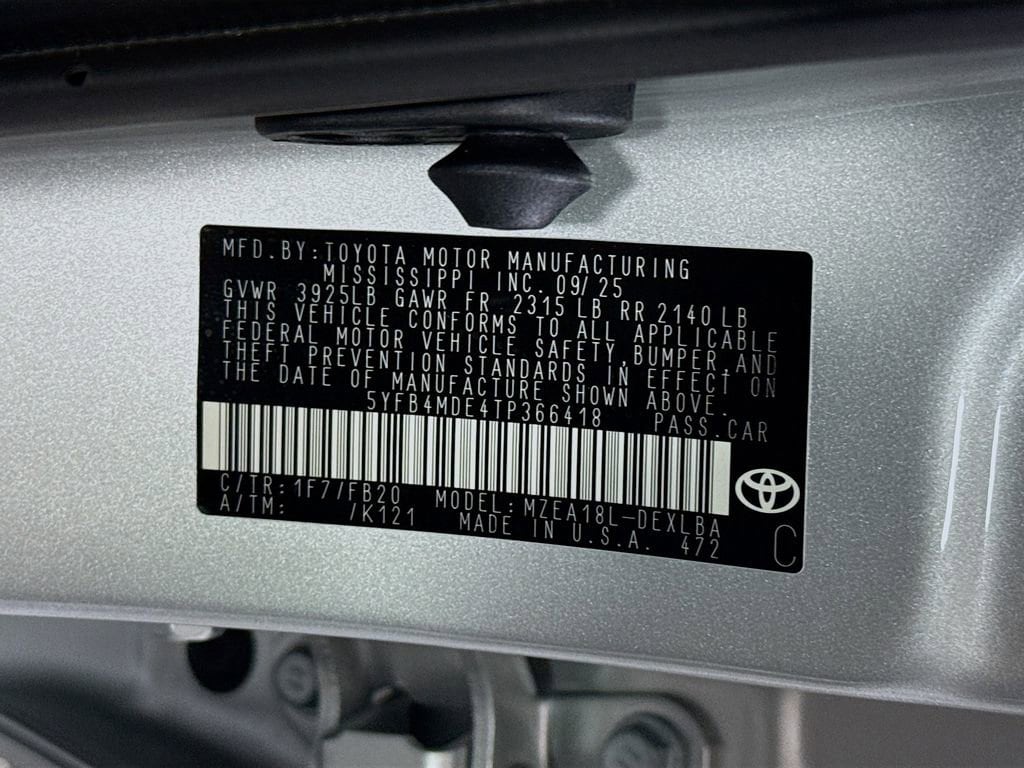 MFD.BY:TOYOTA MOTOR MANUFACTURING
MISSISSIPPI INC. 09/25
GVWR 3925LB GAWR FR 2315 LB RR 2140 LB
THIS VEHICLE CONFORMS TO ALL APPLICABLE
FEDERAL MOTOR VEHICLE SAFETY,BUMPER,AND
THEFT PREVENTION STANDARDS IN EFFECT ON
THE DATE OF MANUFACTURE SHOWN ABOVE.
5YFB4MDE4TP366418 PASS.CAR
C/TR:1F7/FB20 MODEL:MZEA18L-DEXLBA
A/TM: /K121 MADE IN U.S.A. 472
C